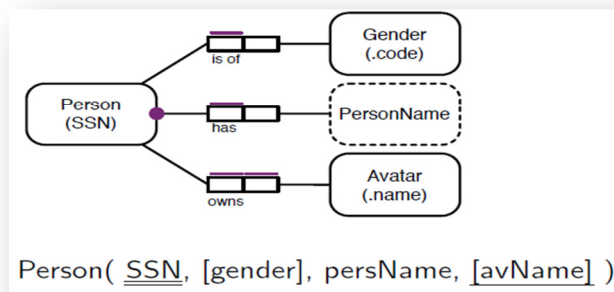 Gender
(.code)
is of
Person
(SSN)
has
PersonName
Avatar
(.name)
owns
Person( SSN, [gender], persName, [avName] )